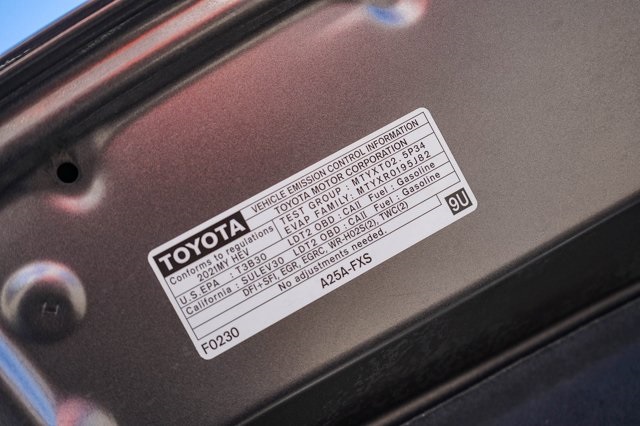 TOYOTA
VEHICLE EMISSION CONTROL INFORMATION
TOYOTA MOTOR CORPORATION
Conforms to regulations
TEST GROUP: MTYXT02.5P34
2021MY HEV
EVAP FAMILY: MTYXR0195J82
U.S.EPA : T3B30 LDT2 OBD: CAII Fuel: Gasoline
California: SULEV30 LDT2 OBD: CAII Fuel: Gasoline
DFI+SFI, EGR, EGRC, WR-HO2S(2), TWC(2)
No adjustments needed.
9U
F0230 A25A-FXS